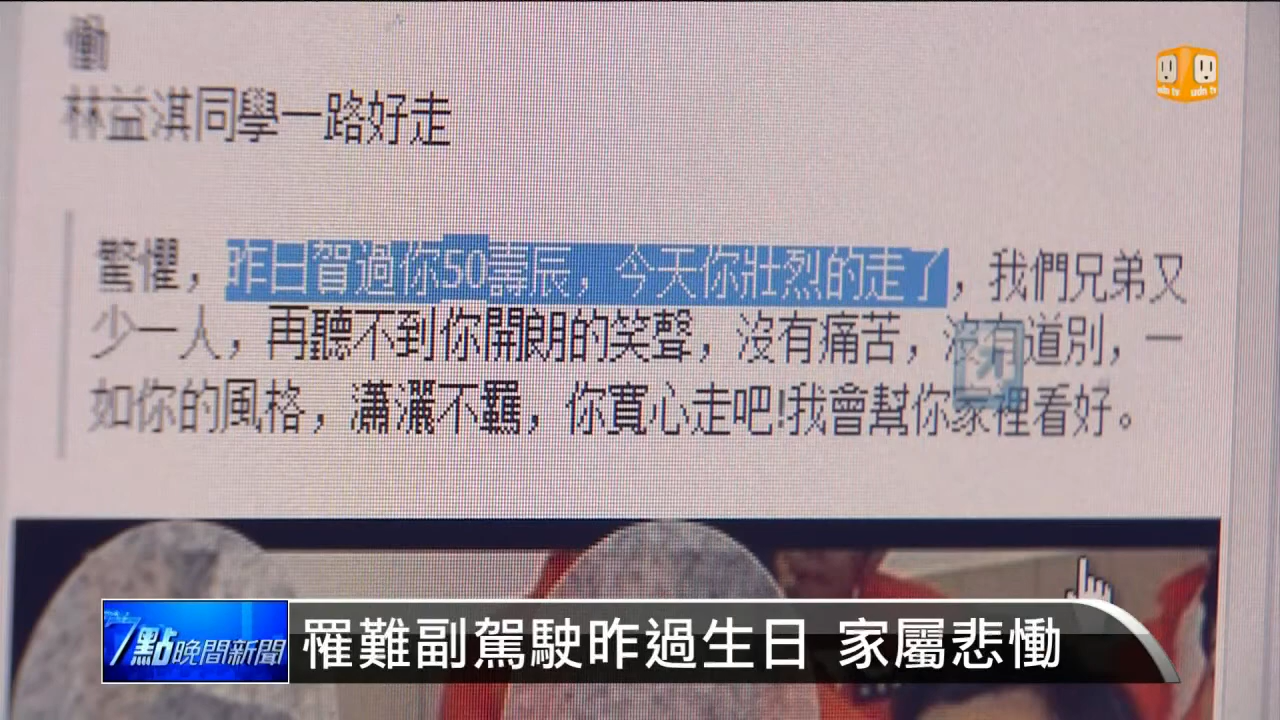 慟
林益淇同學一路好走
udn tv udn tv
驚懼，昨日賀過你50壽辰，今天你壯烈的走了，我們兄弟又
少一人，再聽不到你開朗的笑聲，沒有痛苦，沒有道別，一
如你的風格，瀟灑不羈，你寬心走吧!我會幫你家裡看好。
7點晚間新聞
罹難副駕駛昨過生日 家屬悲慟